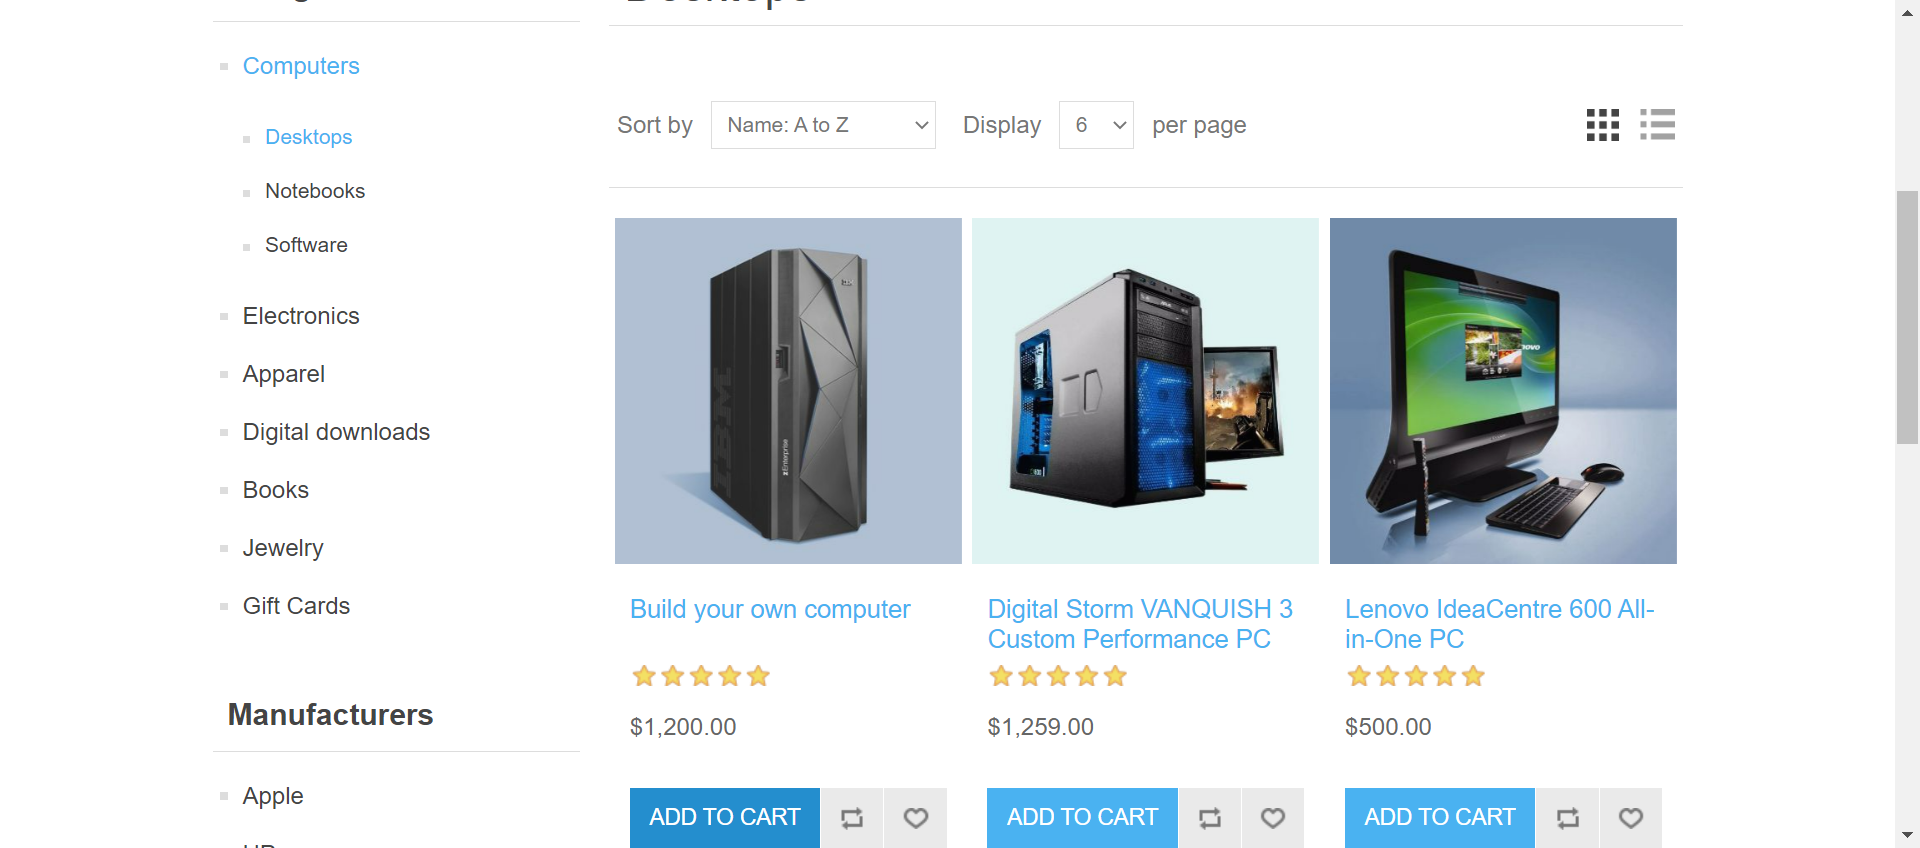 Computers
Desktops
Notebooks
Software
Electronics
Apparel
Digital downloads
Books
Jewelry
Gift Cards
Manufacturers
Apple
Desktops
Sort by Name: A to Z Display 6 per page
IBM
zEnterprise
Build your own computer
$1,200.00
ADD TO CART
Digital Storm VANQUISH 3
Custom Performance PC
$1,259.00
ADD TO CART
Lenovo IdeaCentre 600 All-
in-One PC
$500.00
ADD TO CART